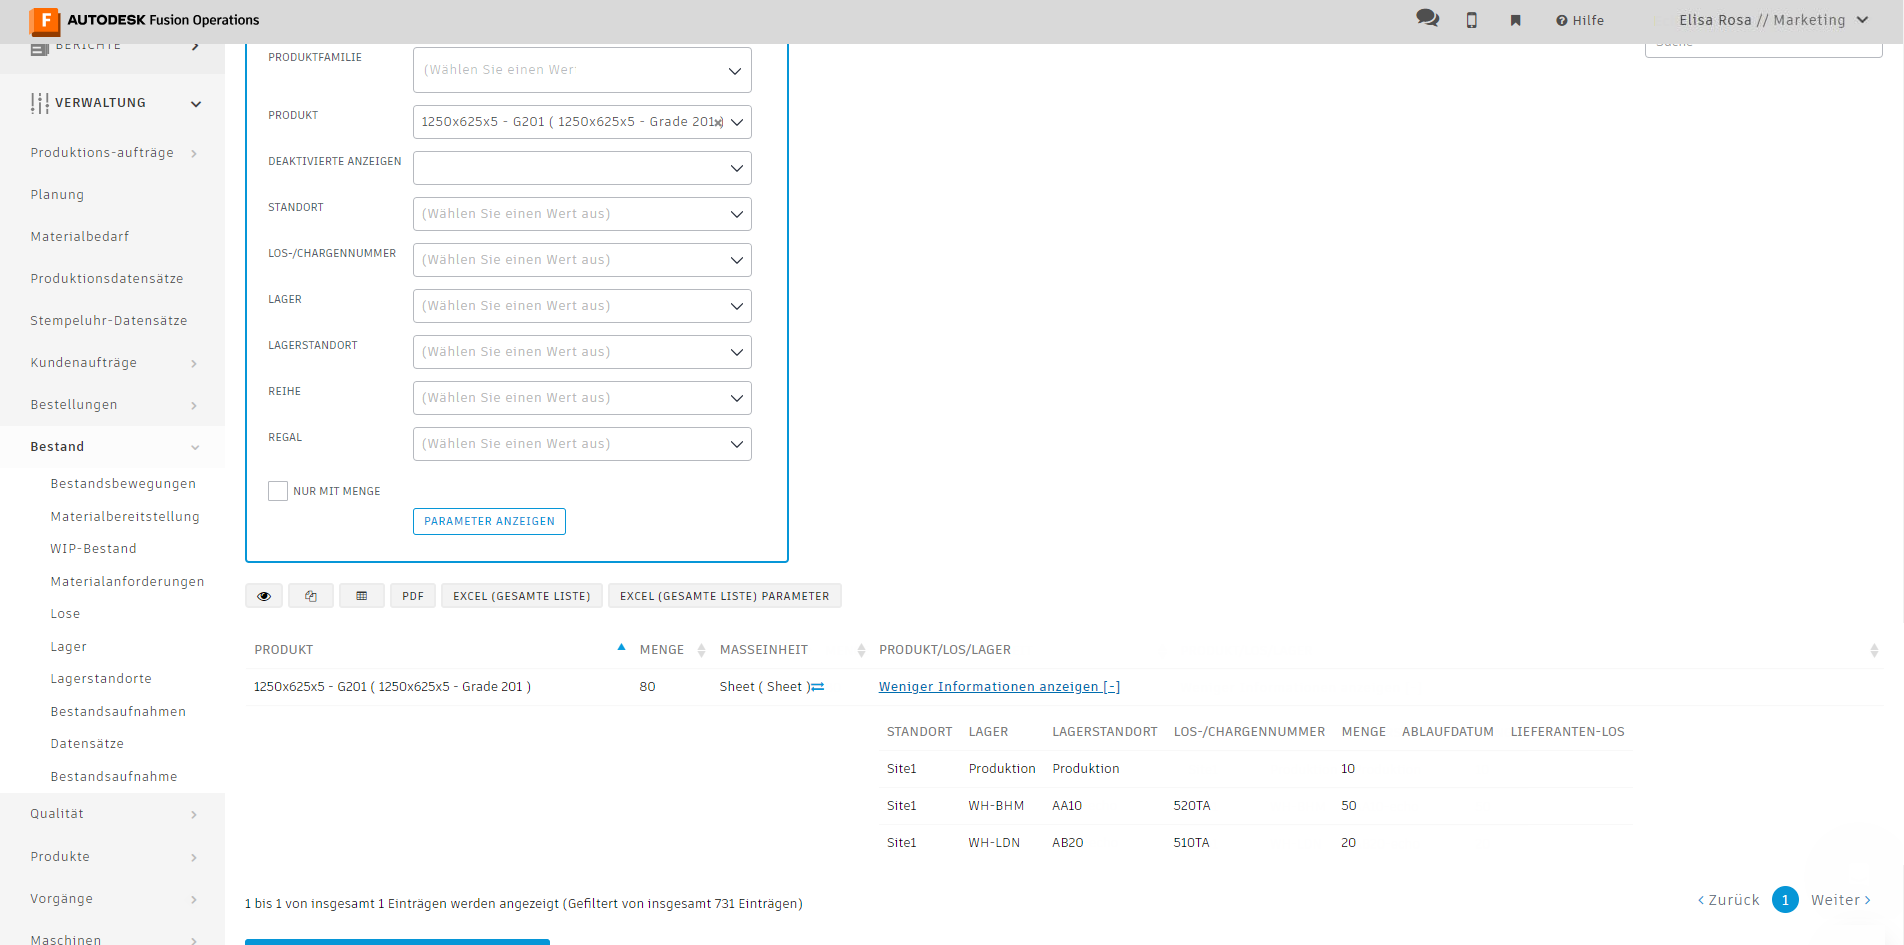 F AUTODESK Fusion Operations
Hilfe
Elisa Rosa // Marketing
BERICHTE
VERWALTUNG
Produktions-aufträge
Planung
Materialbedarf
Produktionsdatensätze
Stempeluhr-Datensätze
Kundenaufträge
Bestellungen
Bestand
Bestandsbewegungen
Materialbereitstellung
WIP-Bestand
Materialanforderungen
Lose
Lager
Lagerstandorte
Bestandsaufnahmen
Datensätze
Bestandsaufnahme
Qualität
Produkte
Vorgänge
Maschinen
Suche
PRODUKTFAMILIE (Wählen Sie einen Wer
PRODUKT 1250x625x5 - G201 ( 1250x625x5 - Grade 201 )
DEAKTIVIERTE ANZEIGEN
STANDORT (Wählen Sie einen Wert aus)
LOS-/CHARGENNUMMER (Wählen Sie einen Wert aus)
LAGER (Wählen Sie einen Wert aus)
LAGERSTANDORT (Wählen Sie einen Wert aus)
REIHE (Wählen Sie einen Wert aus)
REGAL (Wählen Sie einen Wert aus)
NUR MIT MENGE
PARAMETER ANZEIGEN
PDF EXCEL (GESAMTE LISTE) EXCEL (GESAMTE LISTE) PARAMETER
PRODUKT MENGE MASSEINHEIT PRODUKT/LOS/LAGER
1250x625x5 - G201 ( 1250x625x5 - Grade 201 ) 80 Sheet ( Sheet ) Weniger Informationen anzeigen [-]
STANDORT LAGER LAGERSTANDORT LOS-/CHARGENNUMMER MENGE ABLAUFDATUM LIEFERANTEN-LOS
Site1 Produktion Produktion 10
Site1 WH-BHM AA10 520TA 50
Site1 WH-LDN AB20 510TA 20
1 bis 1 von insgesamt 1 Einträgen werden angezeigt (Gefiltert von insgesamt 731 Einträgen)
‹ Zurück 1 Weiter ›